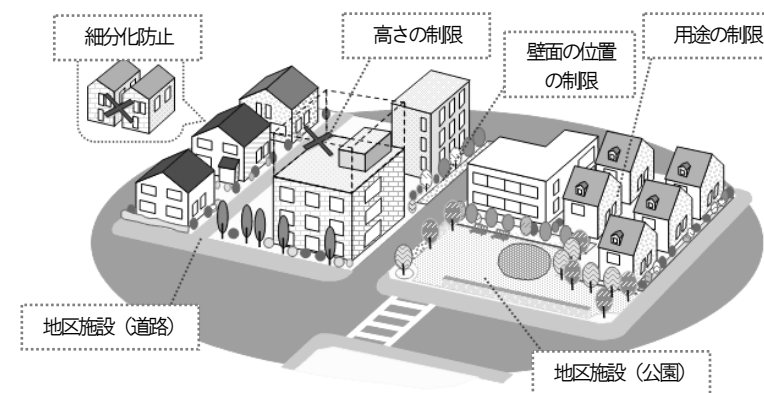 細分化防止
高さの制限
壁面の位置
の制限
用途の制限
地区施設（道路）
地区施設（公園）